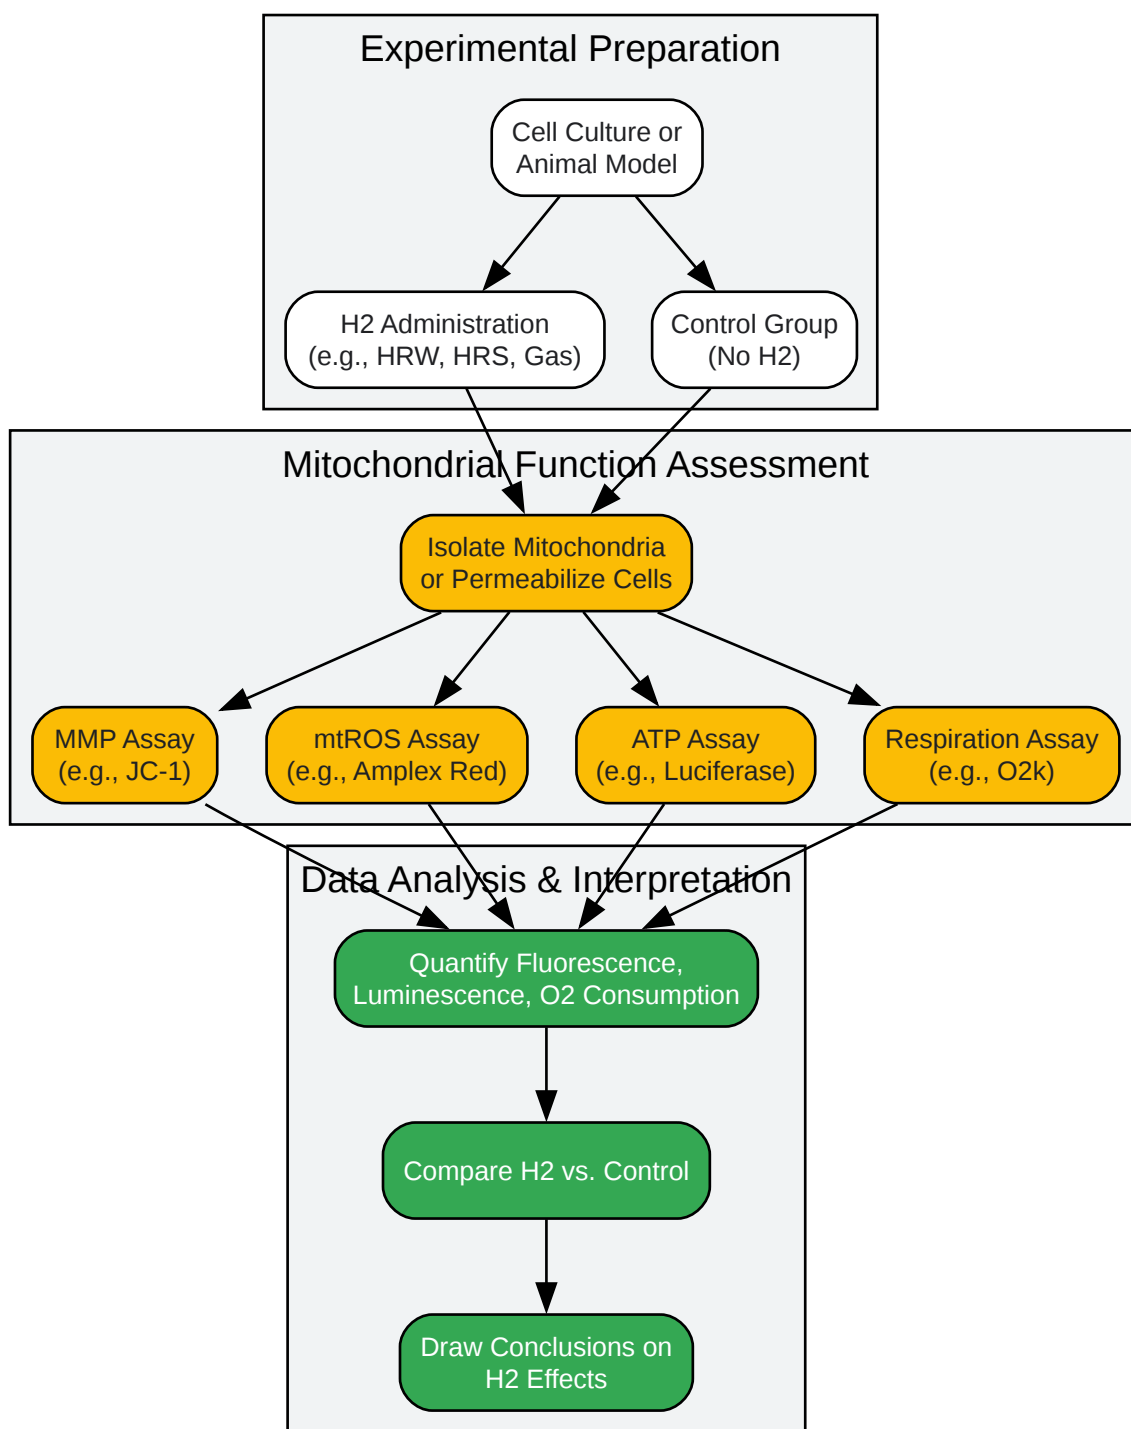 Experimental Preparation
Cell Culture or
Animal Model
H2 Administration
(e.g., HRW, HRS, Gas)
Control Group
(No H2)
Mitochondrial Function Assessment
Isolate Mitochondria
or Permeabilize Cells
MMP Assay
(e.g., JC-1)
mtROS Assay
(e.g., Amplex Red)
ATP Assay
(e.g., Luciferase)
Respiration Assay
(e.g., O2k)
Data Analysis & Interpretation
Quantify Fluorescence,
Luminescence, O2 Consumption
Compare H2 vs. Control
Draw Conclusions on
H2 Effects